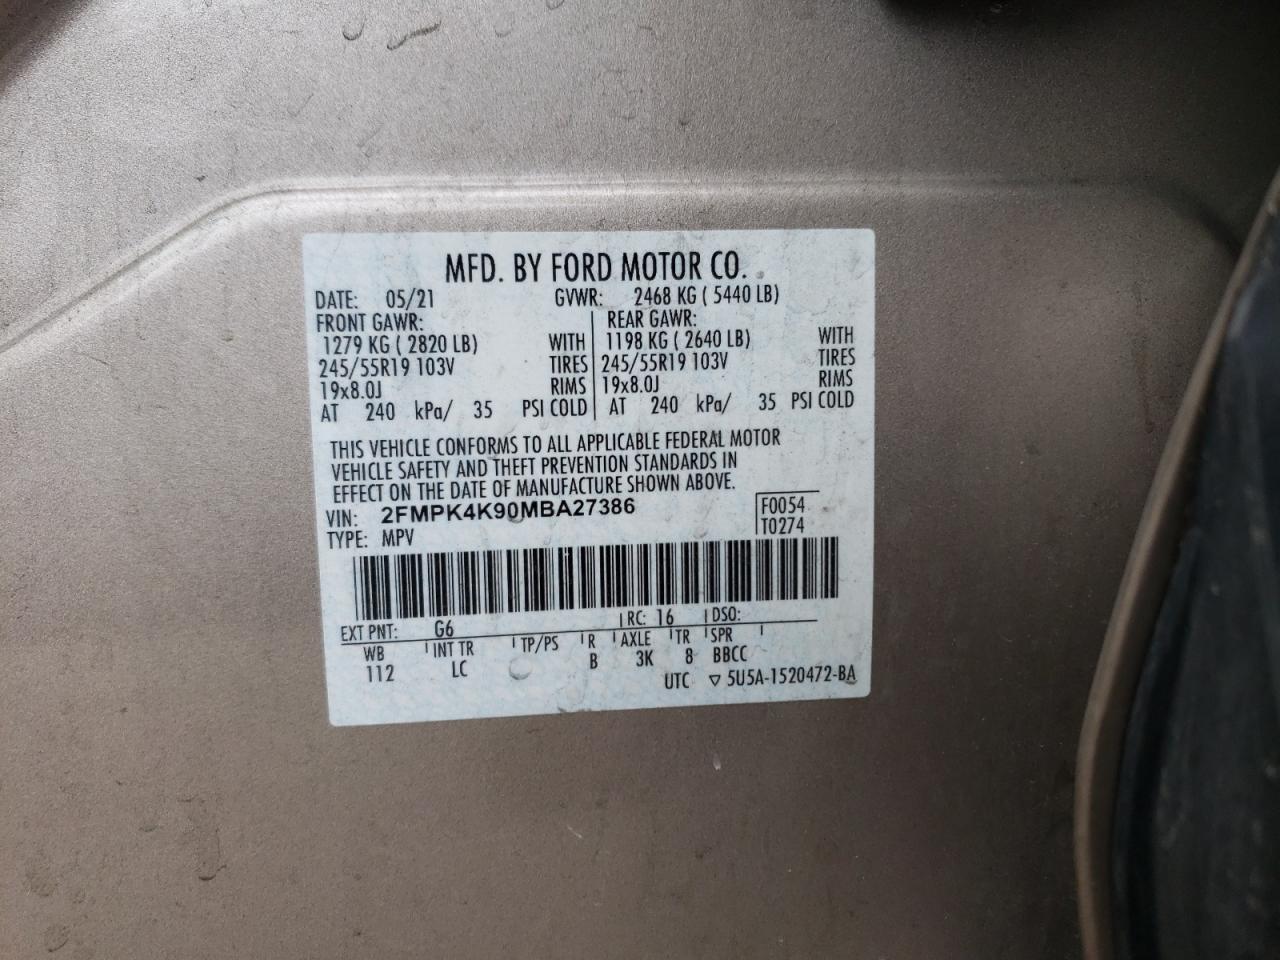 MFD. BY FORD MOTOR CO.
DATE: 05/21 GVWR: 2468 KG ( 5440 LB)
FRONT GAWR: REAR GAWR:
1279 KG ( 2820 LB) WITH 1198 KG ( 2640 LB) WITH
245/55R19 103V TIRES 245/55R19 103V TIRES
19x8.0J RIMS 19x8.0J RIMS
AT 240 kPa/ 35 PSI COLD AT 240 kPa/ 35 PSI COLD
THIS VEHICLE CONFORMS TO ALL APPLICABLE FEDERAL MOTOR
VEHICLE SAFETY AND THEFT PREVENTION STANDARDS IN
EFFECT ON THE DATE OF MANUFACTURE SHOWN ABOVE.
VIN: 2FMPK4K90MBA27386 F0054
TYPE: MPV T0274
EXT PNT: G6 RC: 16 DSO:
WB INT TR TP/PS R AXLE TR SPR
112 LC B 3K 8 BBCC
UTC ▽ 5U5A-1520472-BA